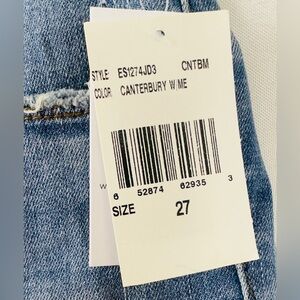 STYLE: ES1274JD3 CNTBM
COLOR: CANTERBURY W/ME
6 52874 62935 3
SIZE 27